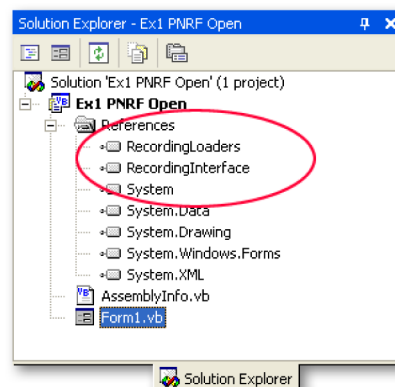 Solution Explorer - Ex1 PNRF Open
Solution 'Ex1 PNRF Open' (1 project)
Ex1 PNRF Open
References
RecordingLoaders
RecordingInterface
System
System.Data
System.Drawing
System.Windows.Forms
System.XML
AssemblyInfo.vb
Form1.vb
Solution Explorer